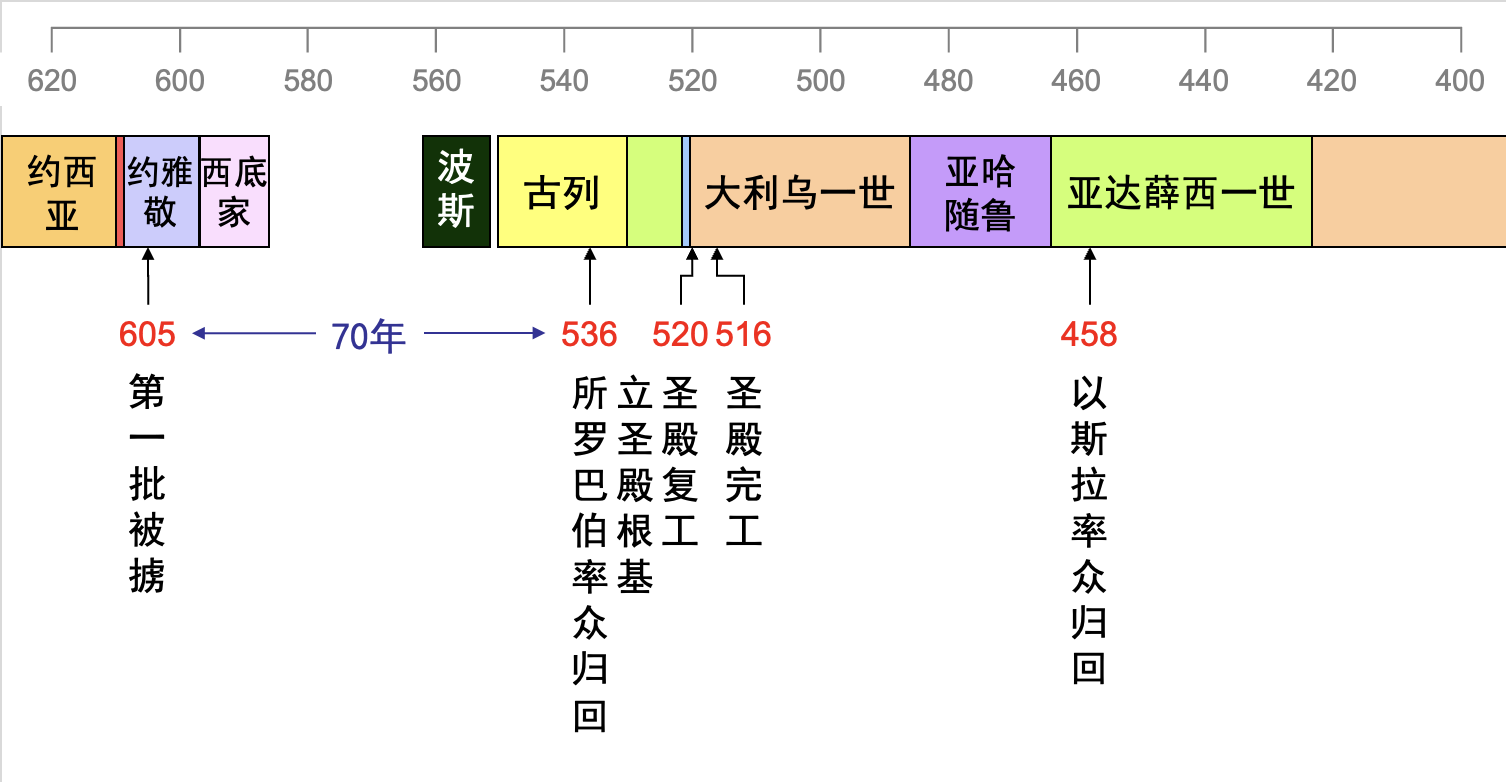 620 600 580 560 540 520 500 480 460 440 420 400
约西
亚
约雅
敬
西底
家
波
斯
古列
大利乌一世
亚哈
随鲁
亚达薛西一世
605 70年 536 520 516 458
第一批被掳
所罗巴伯率众归回
立圣殿根基
圣殿复工
圣殿完工
以斯拉率众归回